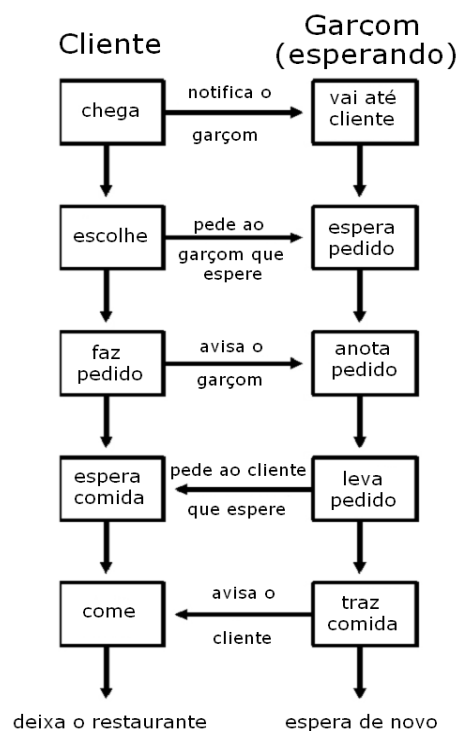 Cliente
Garçom
(esperando)
chega
notifica o
garçom
vai até
cliente
escolhe
pede ao
garçom que
espere
espera
pedido
faz
pedido
avisa o
garçom
anota
pedido
espera
comida
pede ao cliente
que espere
leva
pedido
come
avisa o
cliente
traz
comida
deixa o restaurante
espera de novo